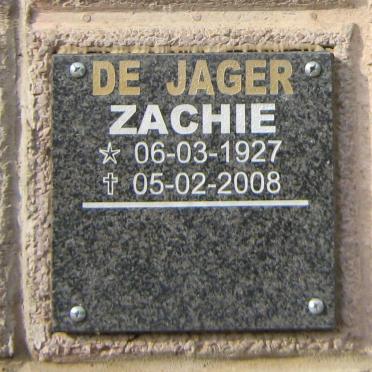 DE JAGER
ZACHIE
☆ 06-03-1927
✝ 05-02-2008